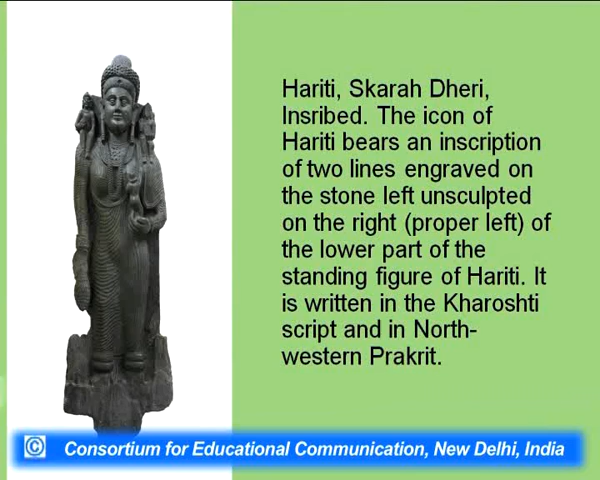 Hariti, Skarah Dheri,
Insribed. The icon of
Hariti bears an inscription
of two lines engraved on
the stone left unsculpted
on the right (proper left) of
the lower part of the
standing figure of Hariti. It
is written in the Kharoshti
script and in North-
western Prakrit.
© Consortium for Educational Communication, New Delhi, India